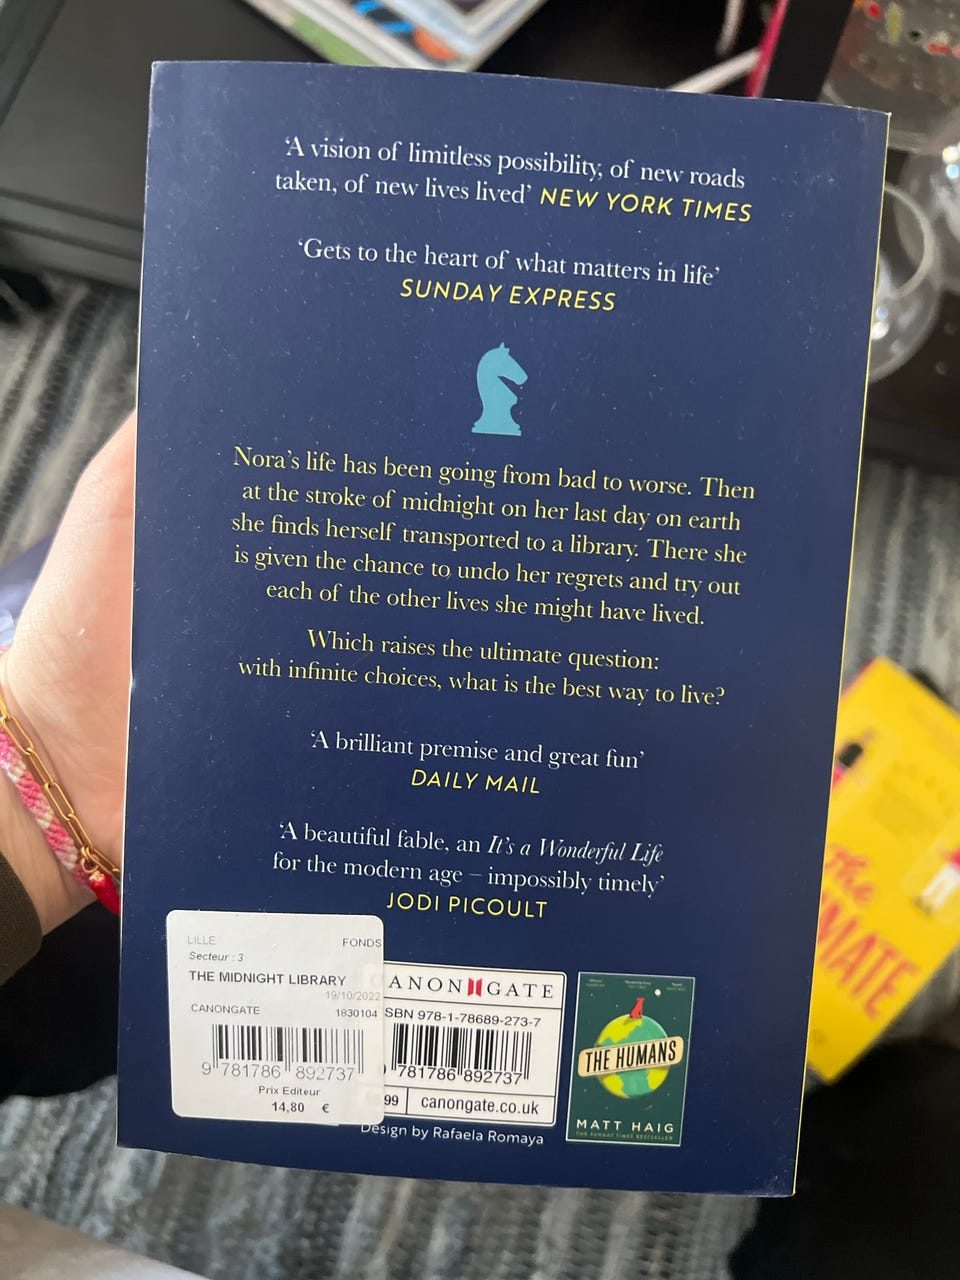 ‘A vision of limitless possibility, of new roads
taken, of new lives lived’ NEW YORK TIMES
‘Gets to the heart of what matters in life’
SUNDAY EXPRESS
Nora’s life has been going from bad to worse. Then
at the stroke of midnight on her last day on earth
she finds herself transported to a library. There she
is given the chance to undo her regrets and try out
each of the other lives she might have lived.
Which raises the ultimate question:
with infinite choices, what is the best way to live?
‘A brilliant premise and great fun’
DAILY MAIL
‘A beautiful fable, an It’s a Wonderful Life
for the modern age – impossibly timely’
JODI PICOULT
LILLE FONDS
Secteur : 3
THE MIDNIGHT LIBRARY
19/10/2022
CANONGATE 1830104
9 781786 892737
Prix Editeur
14,80 €
ANONGATE
SBN 978-1-78689-273-7
781786 892737
99 canongate.co.uk
Design by Rafaela Romaya
THE HUMANS
MATT HAIG
THE SUNDAY TIMES BESTSELLER
The
MATE